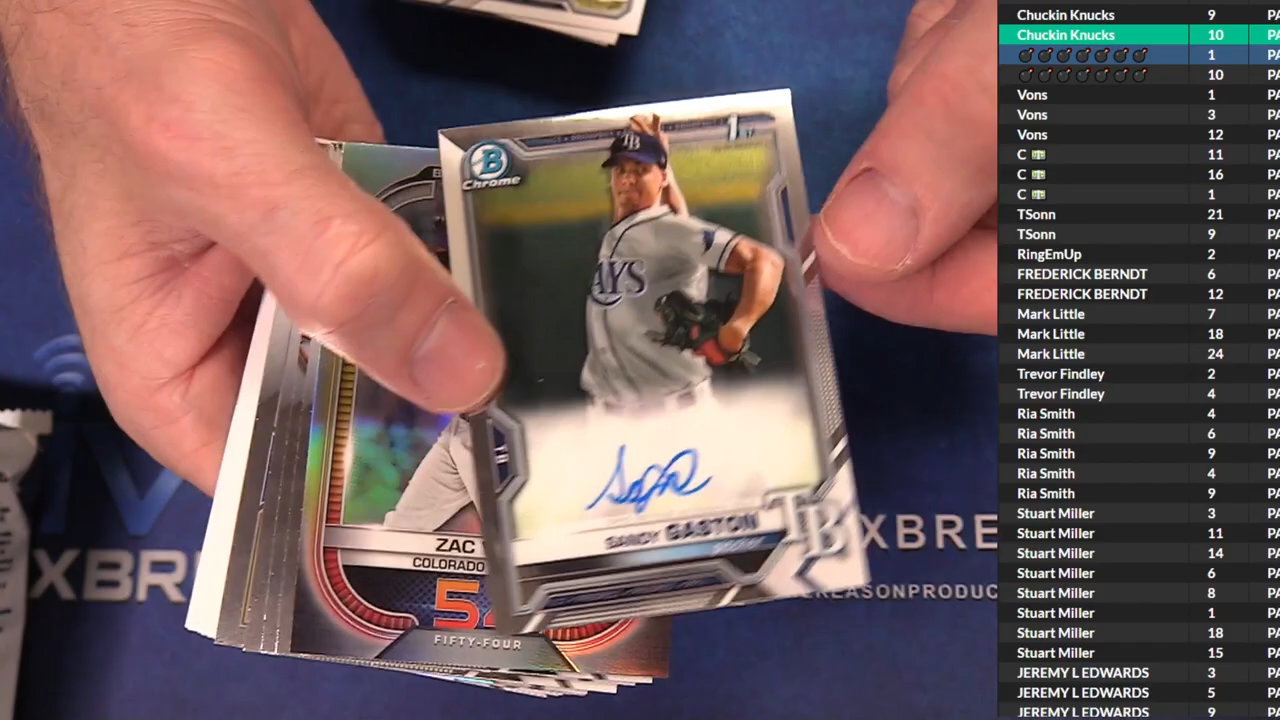 B
Chrome
1ST
TB
AYS
SANDY GASTON
TB
ZAC
COLORADO
FIFTY-FOUR
XBR
XBRE
REASONPRODUC
Chuckin Knucks 9 PA
Chuckin Knucks 10 PA
💣💣💣💣💣💣💣 1 PA
💣💣💣💣💣💣💣 10 PA
Vons 1 PA
Vons 3 PA
Vons 12 PA
C 💵 11 PA
C 💵 16 PA
C 💵 1 PA
TSonn 21 PA
TSonn 9 PA
RingEmUp 2 PA
FREDERICK BERNDT 6 PA
FREDERICK BERNDT 12 PA
Mark Little 7 PA
Mark Little 18 PA
Mark Little 24 PA
Trevor Findley 2 PA
Trevor Findley 4 PA
Ria Smith 4 PA
Ria Smith 6 PA
Ria Smith 9 PA
Ria Smith 4 PA
Ria Smith 9 PA
Stuart Miller 3 PA
Stuart Miller 11 PA
Stuart Miller 14 PA
Stuart Miller 6 PA
Stuart Miller 8 PA
Stuart Miller 1 PA
Stuart Miller 18 PA
Stuart Miller 15 PA
JEREMY L EDWARDS 3 PA
JEREMY L EDWARDS 5 PA
JEREMY L EDWARDS 9 PA